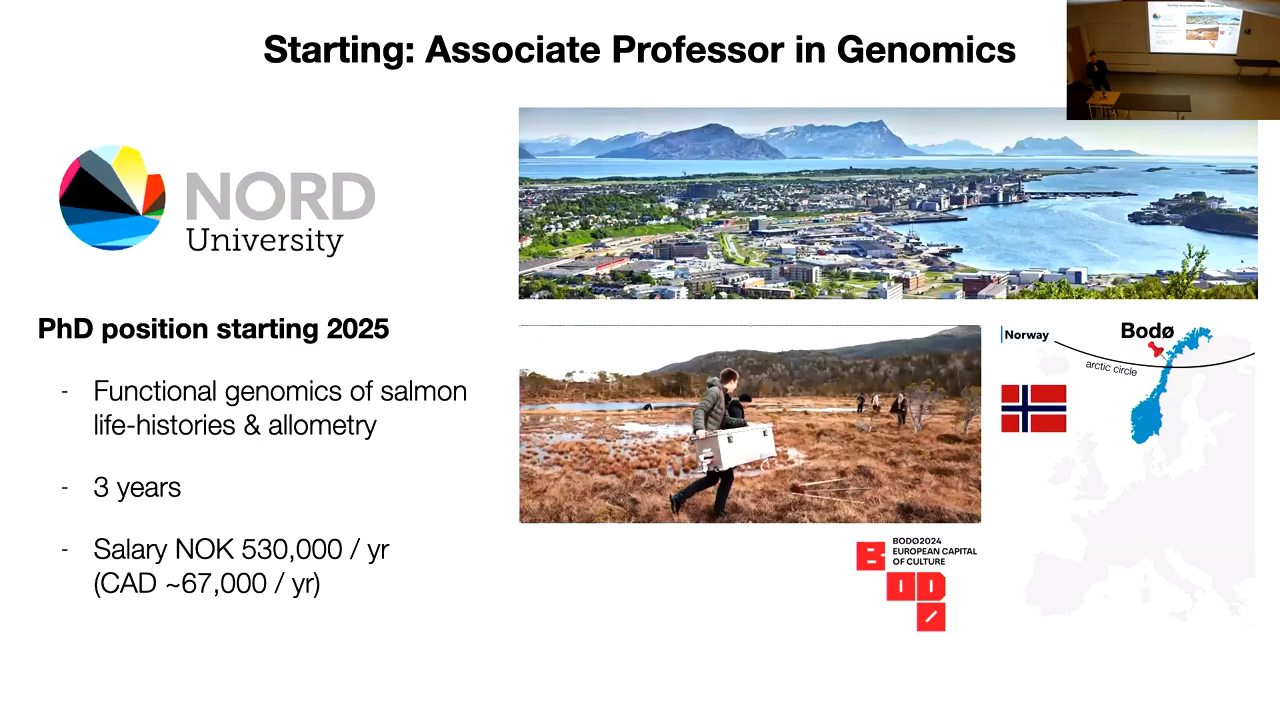 Starting: Associate Professor in Genomics
NORD
University
PhD position starting 2025
- Functional genomics of salmon
life-histories & allometry
- 3 years
- Salary NOK 530,000 / yr
(CAD ~67,000 / yr)
Norway
Bodø
arctic circle
BODØ2024
EUROPEAN CAPITAL
OF CULTURE
B
OD
Ø